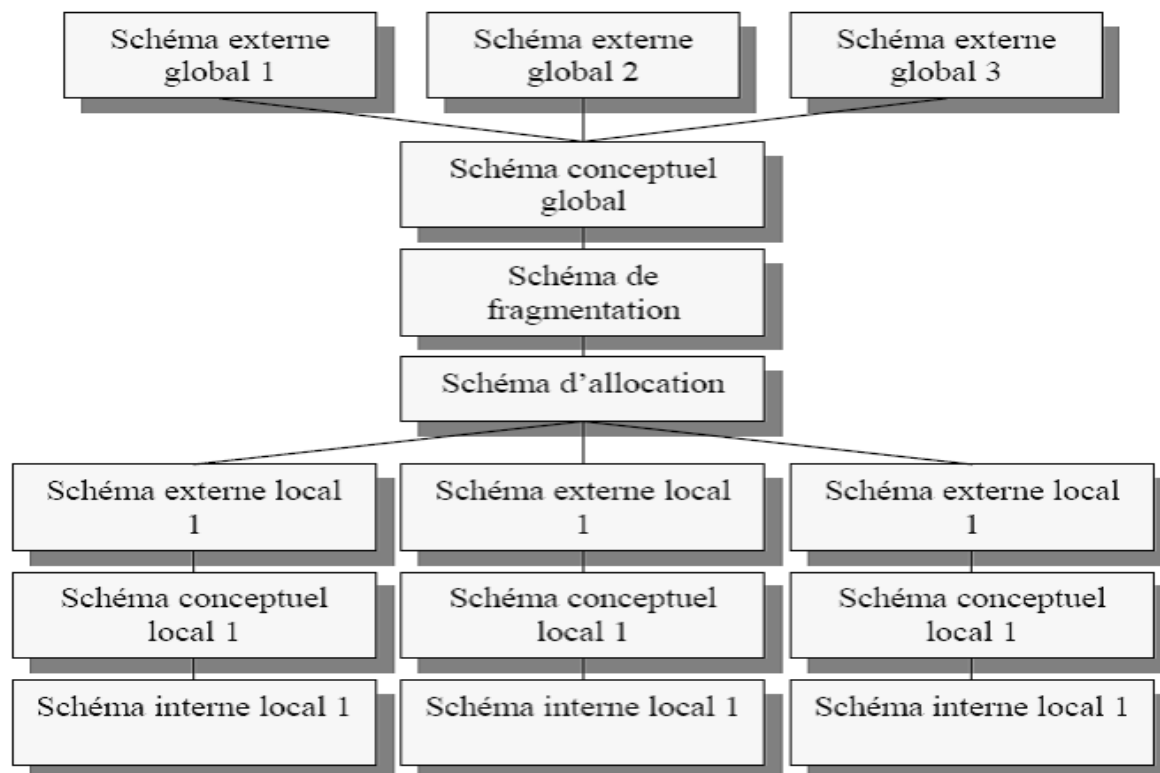 Schéma externe
global 1
Schéma externe
global 2
Schéma externe
global 3
Schéma conceptuel
global
Schéma de
fragmentation
Schéma d’allocation
Schéma externe local
1
Schéma externe local
1
Schéma externe local
1
Schéma conceptuel
local 1
Schéma conceptuel
local 1
Schéma conceptuel
local 1
Schéma interne local 1
Schéma interne local 1
Schéma interne local 1